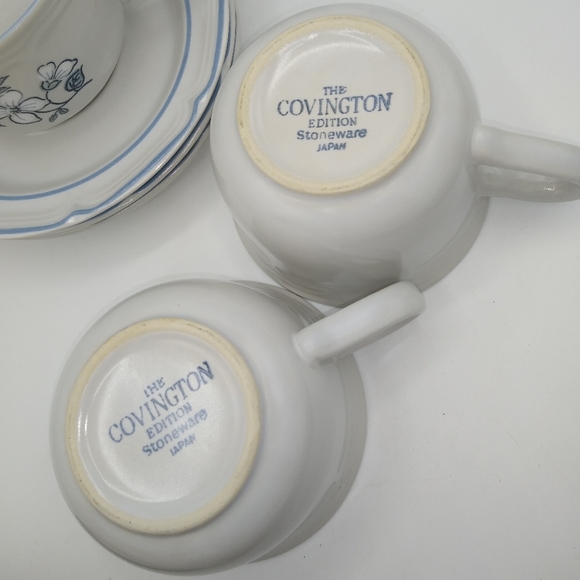 THE
COVINGTON
EDITION
Stoneware
JAPAN
THE
COVINGTON
EDITION
Stoneware
JAPAN